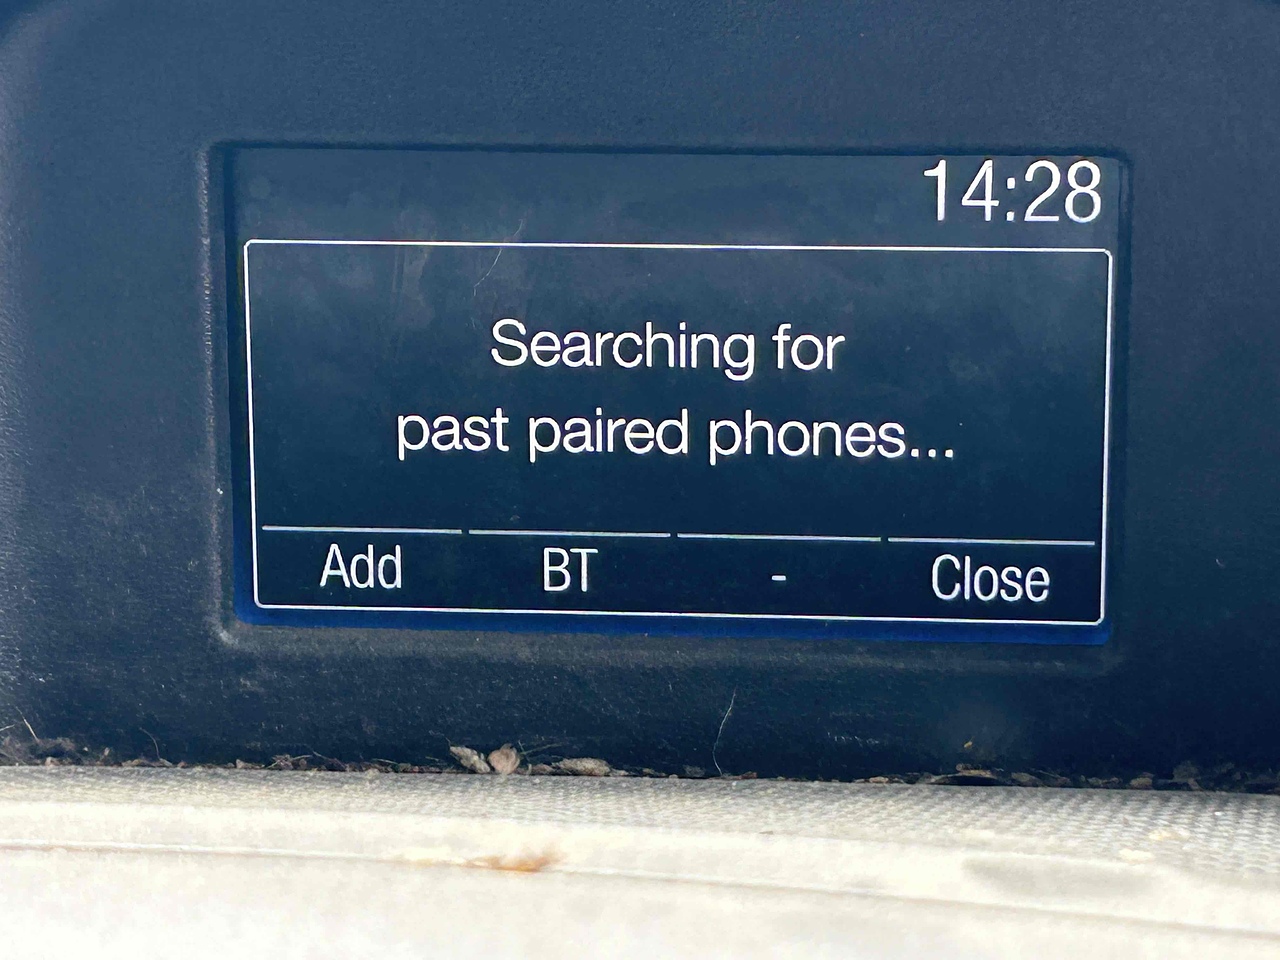 14:28
Searching for
past paired phones...
Add BT - Close